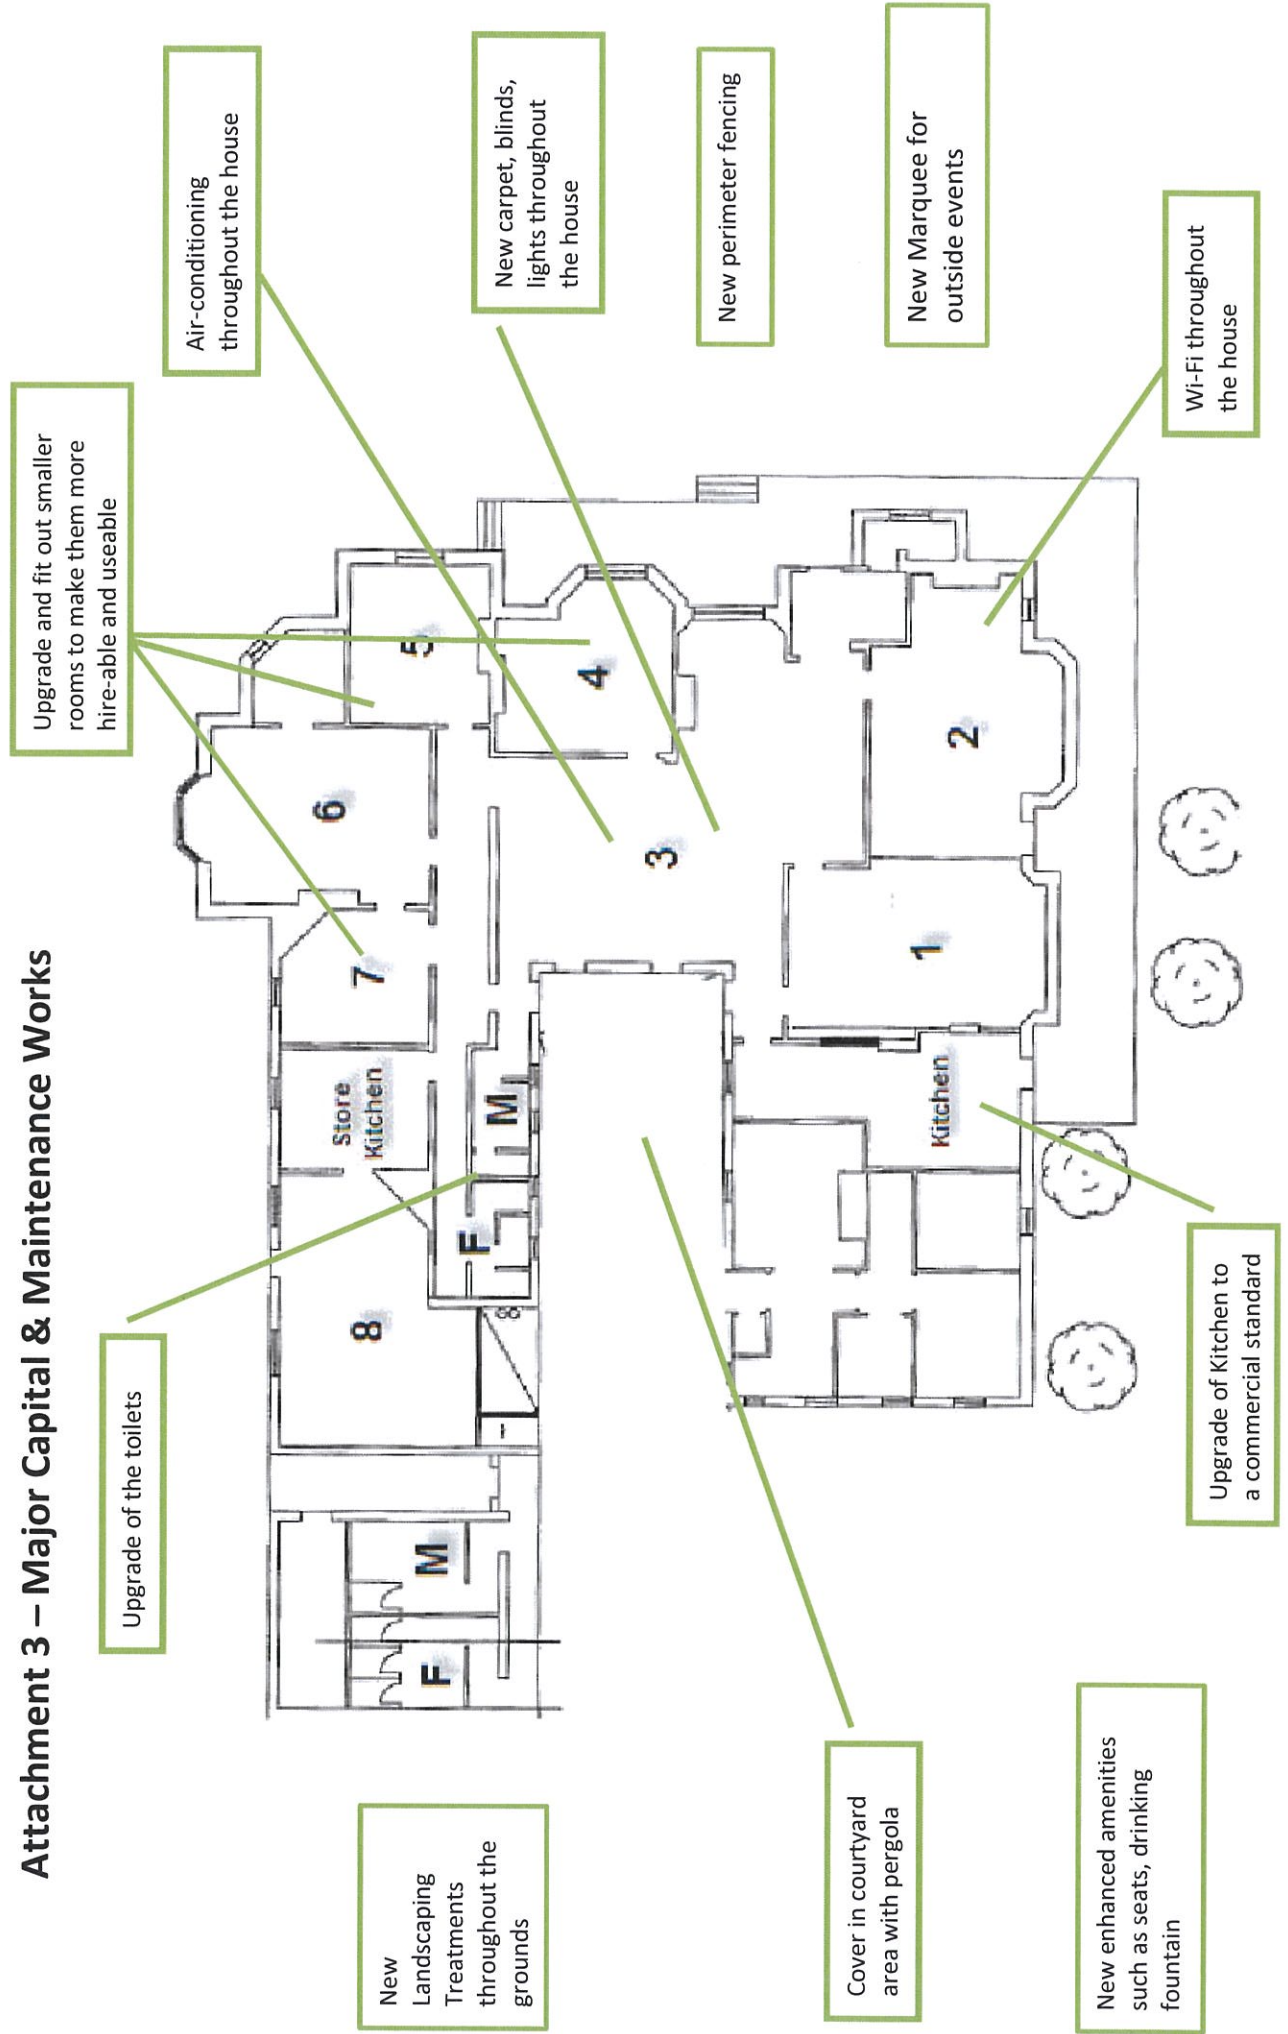 Attachment 3 – Major Capital & Maintenance Works
Upgrade and fit out smaller
rooms to make them more
hire-able and useable
Upgrade of the toilets
Air-conditioning
throughout the house
New
Landscaping
Treatments
throughout the
grounds
F
M
8
Store
Kitchen
7
6
5
F
M
4
3
New carpet, blinds,
lights throughout
the house
New perimeter fencing
Cover in courtyard
area with pergola
Kitchen
1
2
New Marquee for
outside events
New enhanced amenities
such as seats, drinking
fountain
Upgrade of Kitchen to
a commercial standard
Wi-Fi throughout
the house